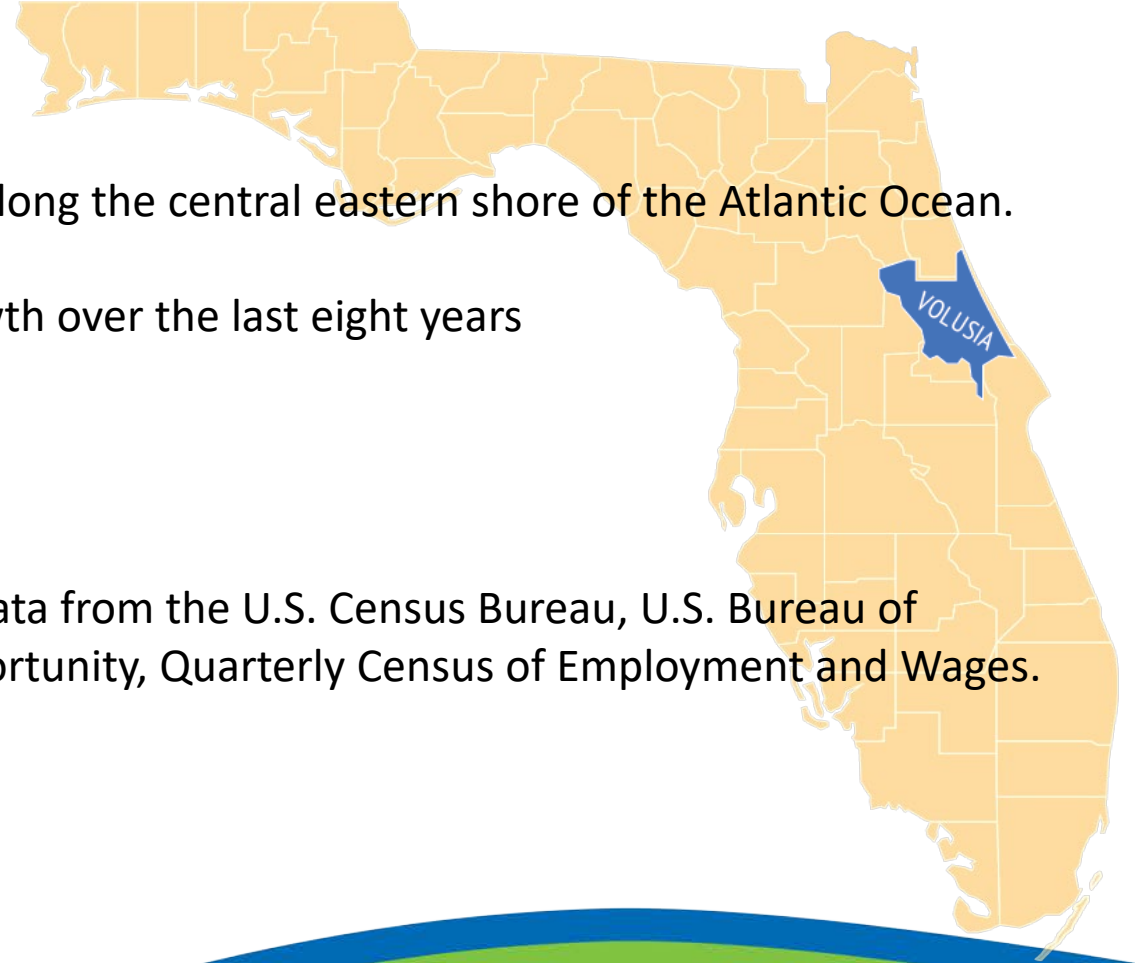 long the central eastern shore of the Atlantic Ocean.
th over the last eight years
VOLUSIA
ata from the U.S. Census Bureau, U.S. Bureau of
ortunity, Quarterly Census of Employment and Wages.